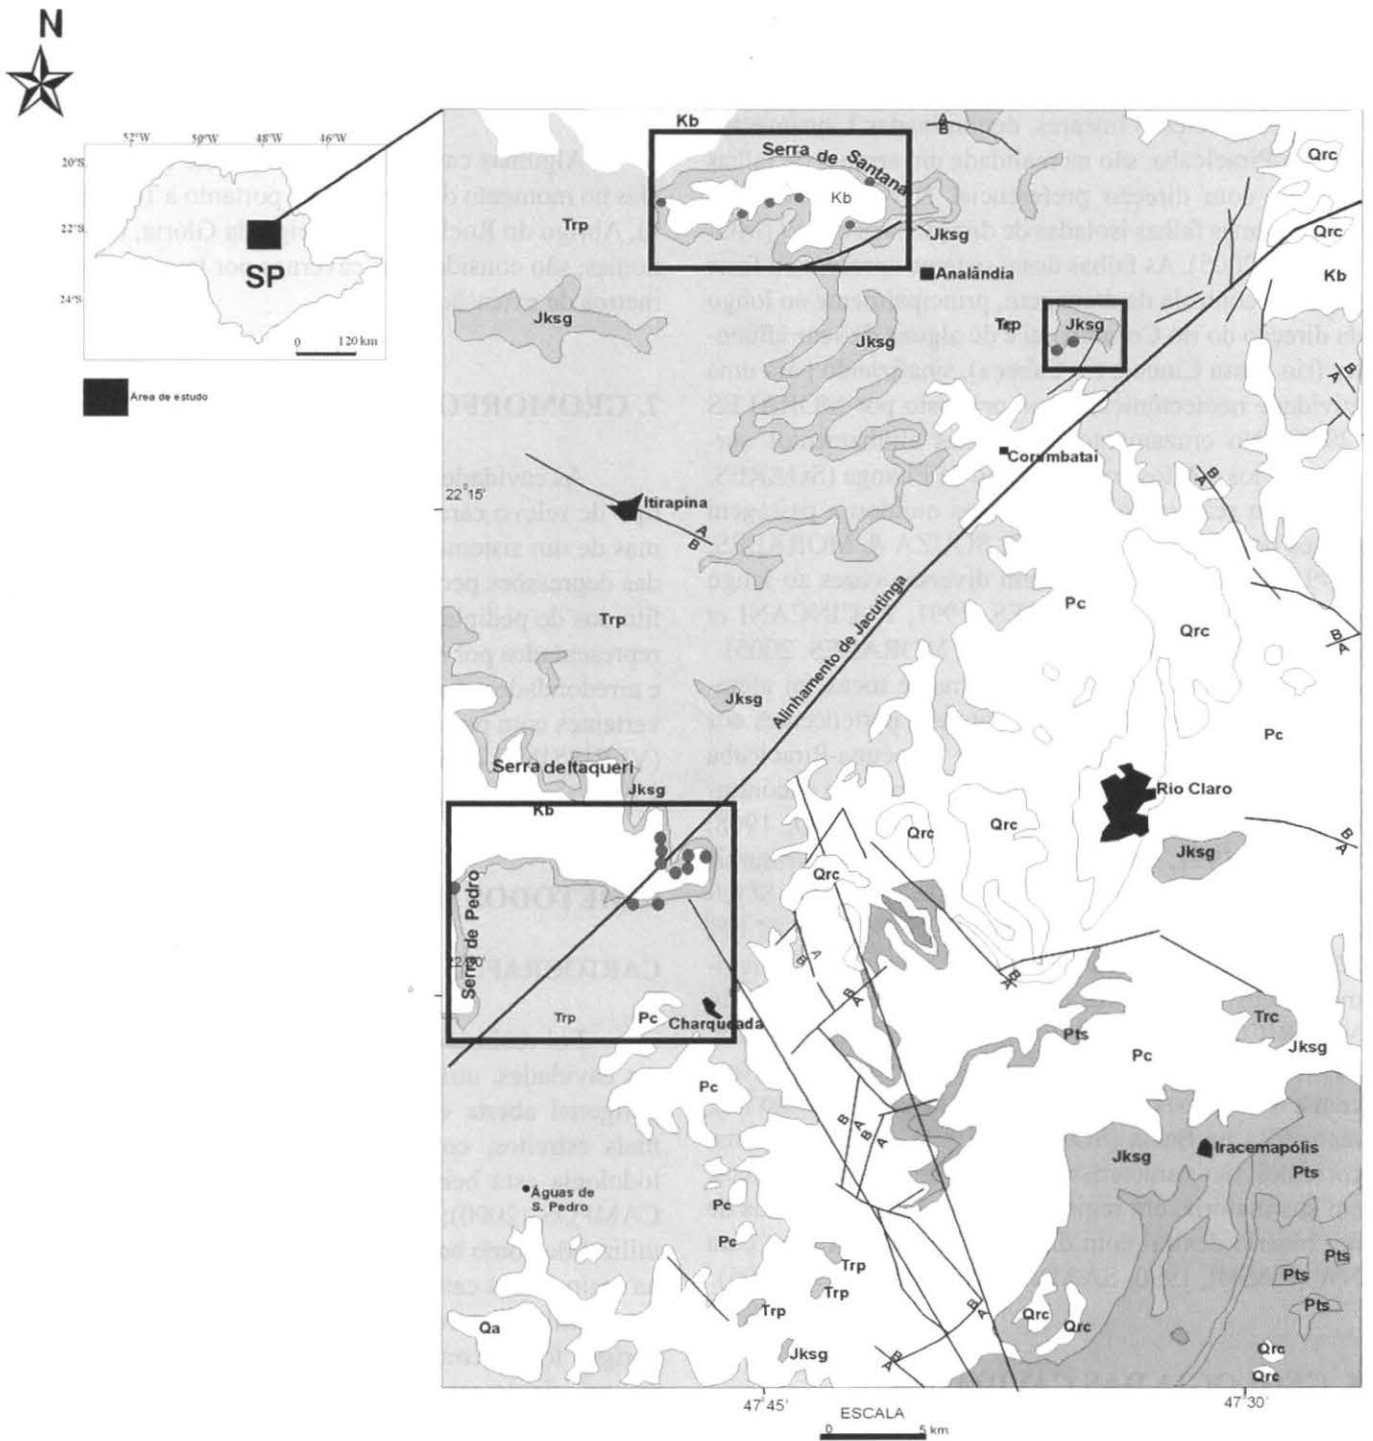 N
52°W 50°W 48°W 46°W
20°S
22°S
24°S
SP
0 120 km
Área de estudo
Kb
A
B
Serra de Santana
Kb
Trp
Jksg
Analândia
Qrc
Qrc
Kb
Jksg
Jksg
Trp
Jksg
B
A
Corumbatai
B
A
22°15'
Itirapina
A
B
Alinhamento de Jacutinga
Trp
Pc
Qrc
B
A
Jksg
Pc
Serra deItaqueri
Jksg
Kb
Rio Claro
Qrc
Qrc
B
A
Jksg
Qrc
Serra de Pedro
A
B
B
A
B
A
Trp
Pc
Charqueada
Pts
Trc
Pc
Jksg
Pc
B
A
B
A
Jksg
Iracemapólis
Pts
Águas de
S. Pedro
Pc
Pc
Trp
Pts
Pts
Trp
Trp
B
A
Qrc
Qrc
Pts
Qa
Jksg
B
A
Qrc
Qrc
47°45'
47°30'
ESCALA
0 5 km